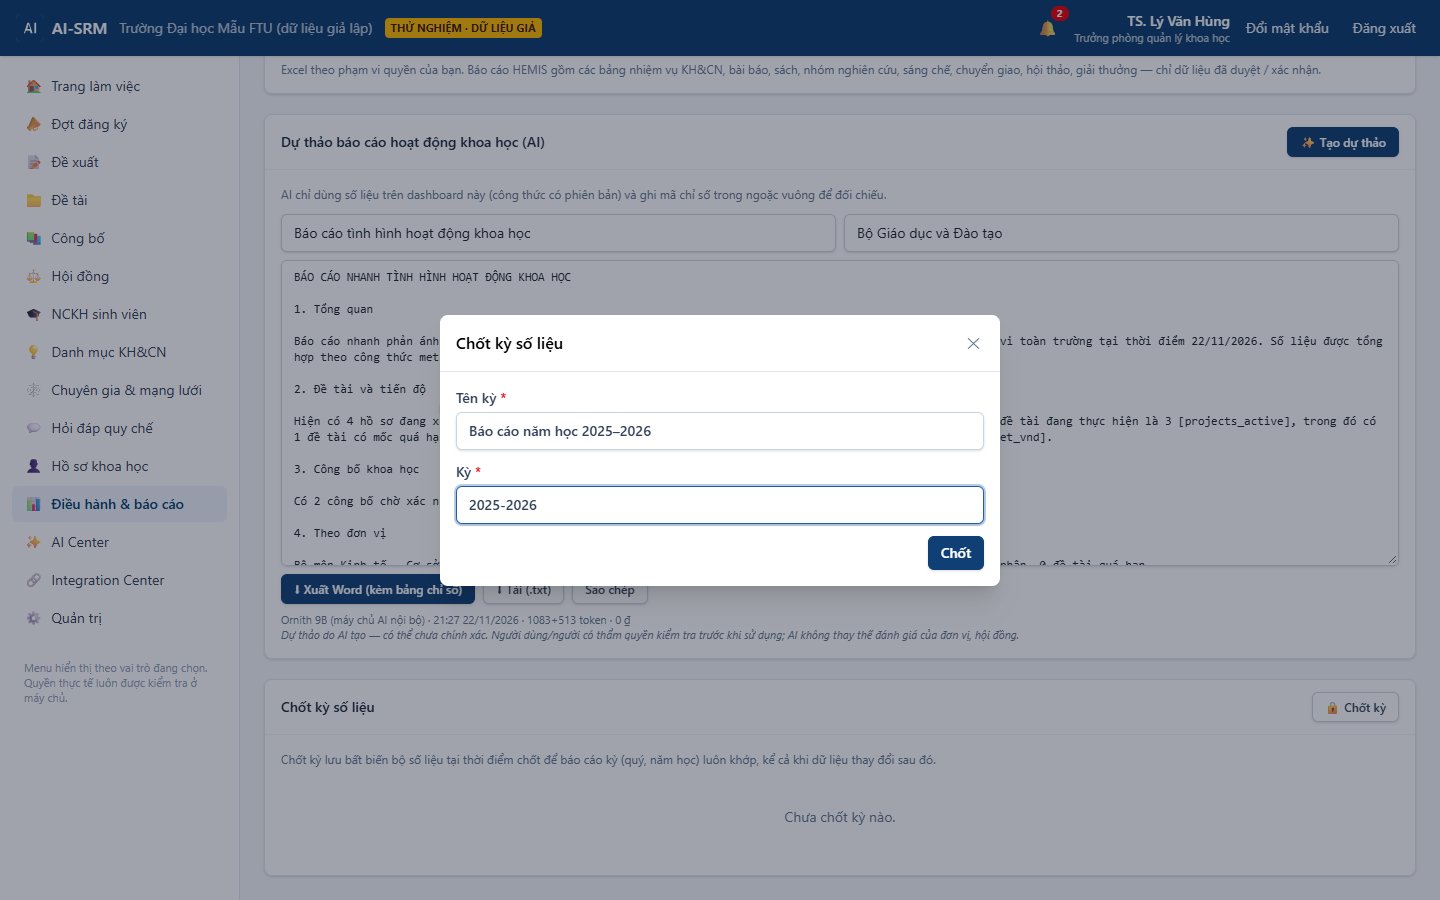 AI AI-SRM Trường Đại học Mẫu FTU (dữ liệu giả lập) THỬ NGHIỆM · DỮ LIỆU GIẢ
2
TS. Lý Văn Hùng
Trưởng phòng quản lý khoa học
Đổi mật khẩu
Đăng xuất
Trang làm việc
Đợt đăng ký
Đề xuất
Đề tài
Công bố
Hội đồng
NCKH sinh viên
Danh mục KH&CN
Chuyên gia & mạng lưới
Hỏi đáp quy chế
Hồ sơ khoa học
Điều hành & báo cáo
AI Center
Integration Center
Quản trị
Menu hiển thị theo vai trò đang chọn.
Quyền thực tế luôn được kiểm tra ở
máy chủ.
Excel theo phạm vi quyền của bạn. Báo cáo HEMIS gồm các bảng nhiệm vụ KH&CN, bài báo, sách, nhóm nghiên cứu, sáng chế, chuyển giao, hội thảo, giải thưởng — chỉ dữ liệu đã duyệt / xác nhận.
Dự thảo báo cáo hoạt động khoa học (AI)
Tạo dự thảo
AI chỉ dùng số liệu trên dashboard này (công thức có phiên bản) và ghi mã chỉ số trong ngoặc vuông để đối chiếu.
Báo cáo tình hình hoạt động khoa học
Bộ Giáo dục và Đào tạo
BÁO CÁO NHANH TÌNH HÌNH HOẠT ĐỘNG KHOA HỌC
1. Tổng quan
Báo cáo nhanh phản ánh vi toàn trường tại thời điểm 22/11/2026. Số liệu được tổng
hợp theo công thức met
2. Đề tài và tiến độ
Hiện có 4 hồ sơ đang x đề tài đang thực hiện là 3 [projects_active], trong đó có
1 đề tài có mốc quá hạ et_vnd].
3. Công bố khoa học
Có 2 công bố chờ xác n
4. Theo đơn vị
Bộ môn Kinh tế - Cơ sở nhận, 0 đề tài quá hạn
Chốt kỳ số liệu
Tên kỳ *
Báo cáo năm học 2025–2026
Kỳ *
2025-2026
Chốt
⬇ Xuất Word (kèm bảng chỉ số)
⬇ Tải (.txt)
Sao chép
Ornith 9B (máy chủ AI nội bộ) · 21:27 22/11/2026 · 1083+513 token · 0 ₫
Dự thảo do AI tạo — có thể chưa chính xác. Người dùng/người có thẩm quyền kiểm tra trước khi sử dụng; AI không thay thế đánh giá của đơn vị, hội đồng.
Chốt kỳ số liệu
Chốt kỳ
Chốt kỳ lưu bất biến bộ số liệu tại thời điểm chốt để báo cáo kỳ (quý, năm học) luôn khớp, kể cả khi dữ liệu thay đổi sau đó.
Chưa chốt kỳ nào.